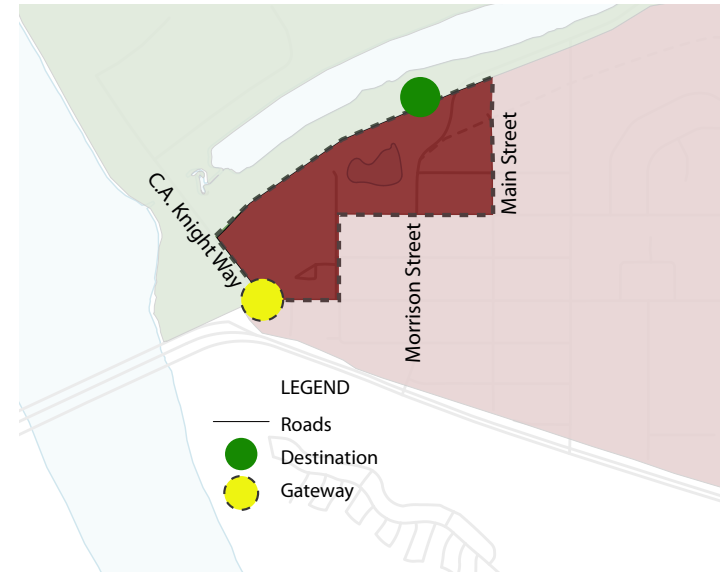 Main Street
C.A. Knight Way
Morrison Street
LEGEND
Roads
Destination
Gateway